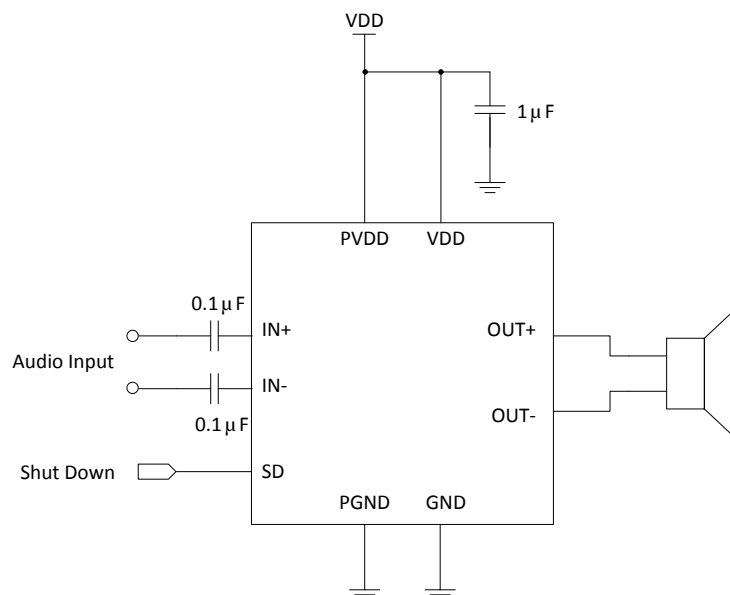 VDD
1μF
PVDD
VDD
0.1μF
IN+
OUT+
Audio Input
IN-
OUT-
0.1μF
Shut Down
SD
PGND
GND